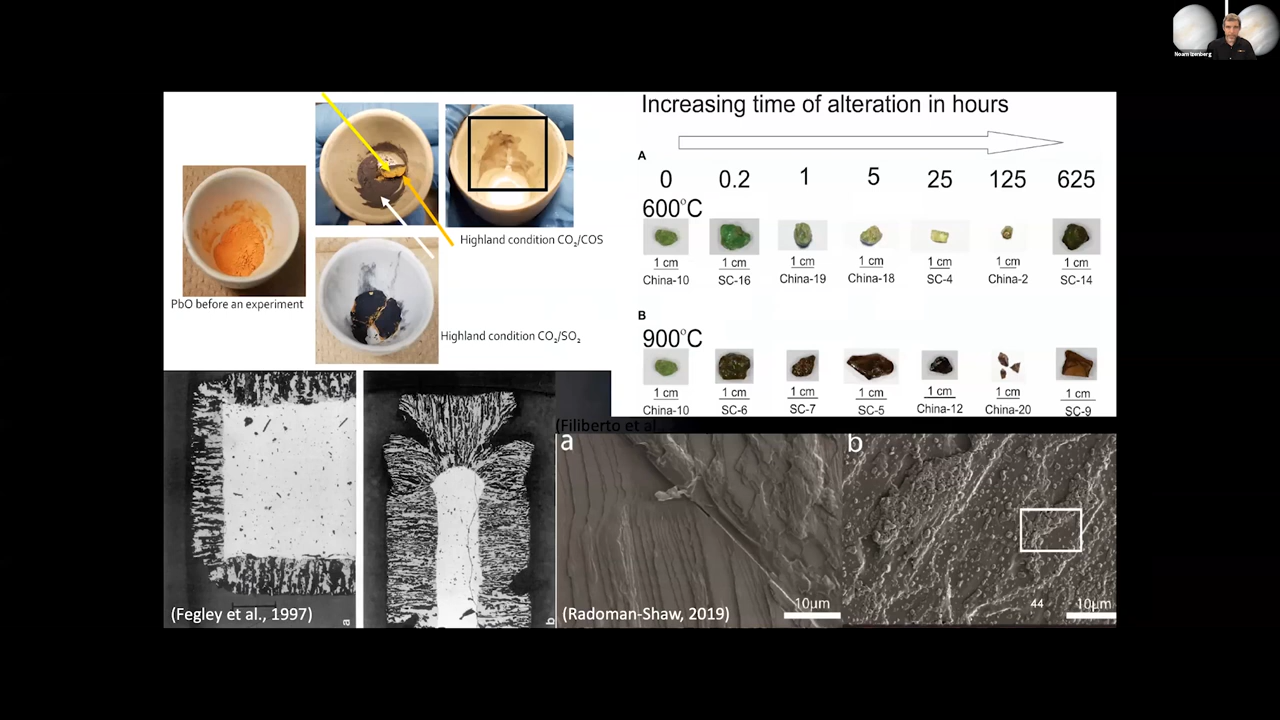 Noam Izenberg
PbO before an experiment
Highland condition CO₂/COS
Highland condition CO₂/SO₂
Increasing time of alteration in hours
A
0 0.2 1 5 25 125 625
600°C
1 cm 1 cm 1 cm 1 cm 1 cm 1 cm 1 cm
China-10 SC-16 China-19 China-18 SC-4 China-2 SC-14
B
900°C
1 cm 1 cm 1 cm 1 cm 1 cm 1 cm 1 cm
China-10 SC-6 SC-7 SC-5 China-12 China-20 SC-9
(Filiberto et al
(Fegley et al., 1997)
a
b
a
(Radoman-Shaw, 2019)
10µm
b
44
10µm